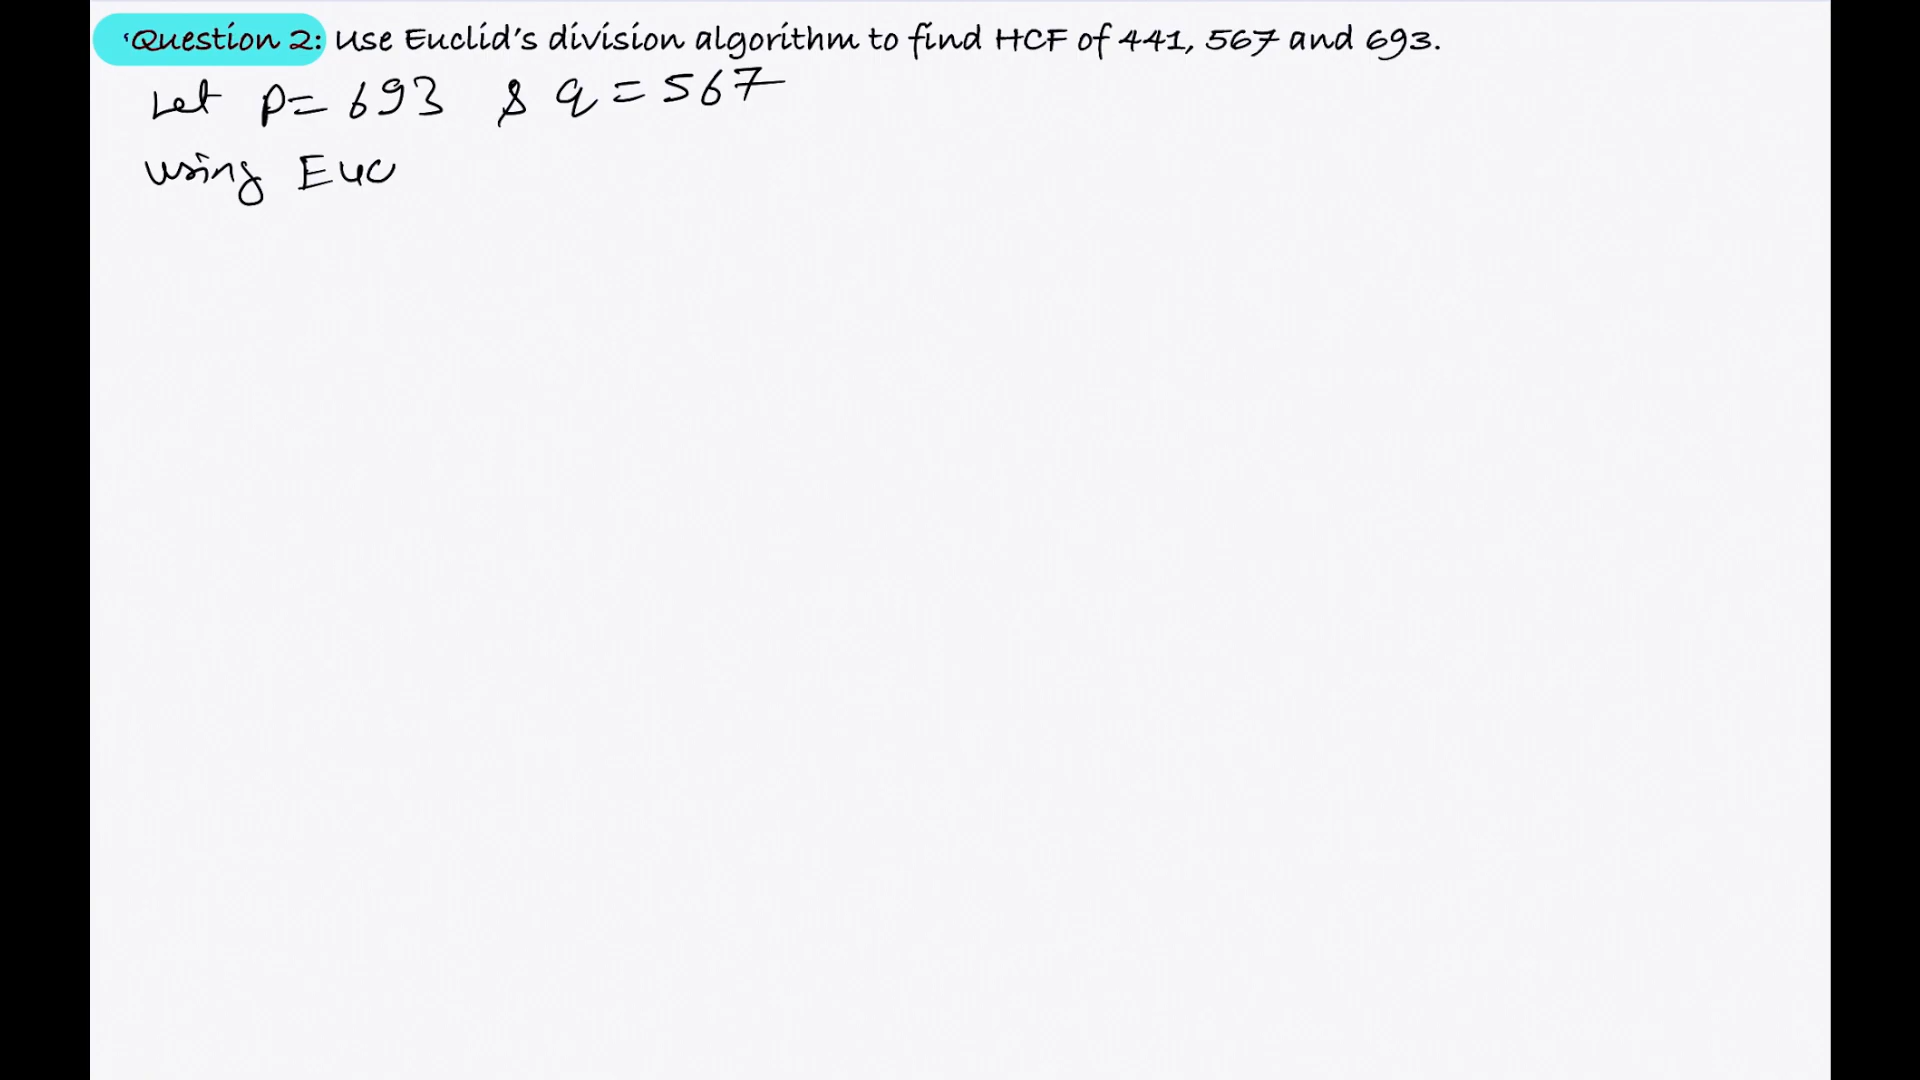 Question 2: Use Euclid's division algorithm to find HCF of 441, 567 and 693.
Let p= 693 & q = 567
using Euc